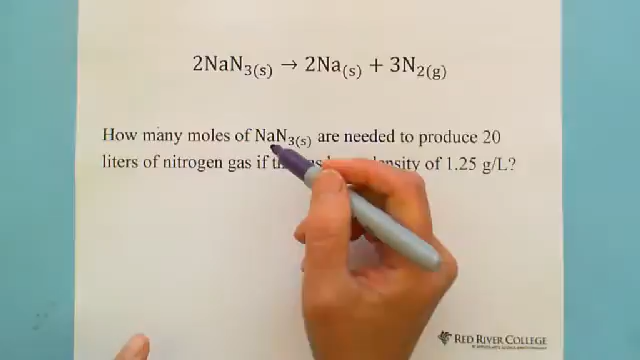 2NaN₃₍ₛ₎ → 2Na₍ₛ₎ + 3N₂(g)
How many moles of NaN₃₍ₛ₎ are needed to produce 20
liters of nitrogen gas if density of 1.25 g/L?
RED RIVER COLLEGE